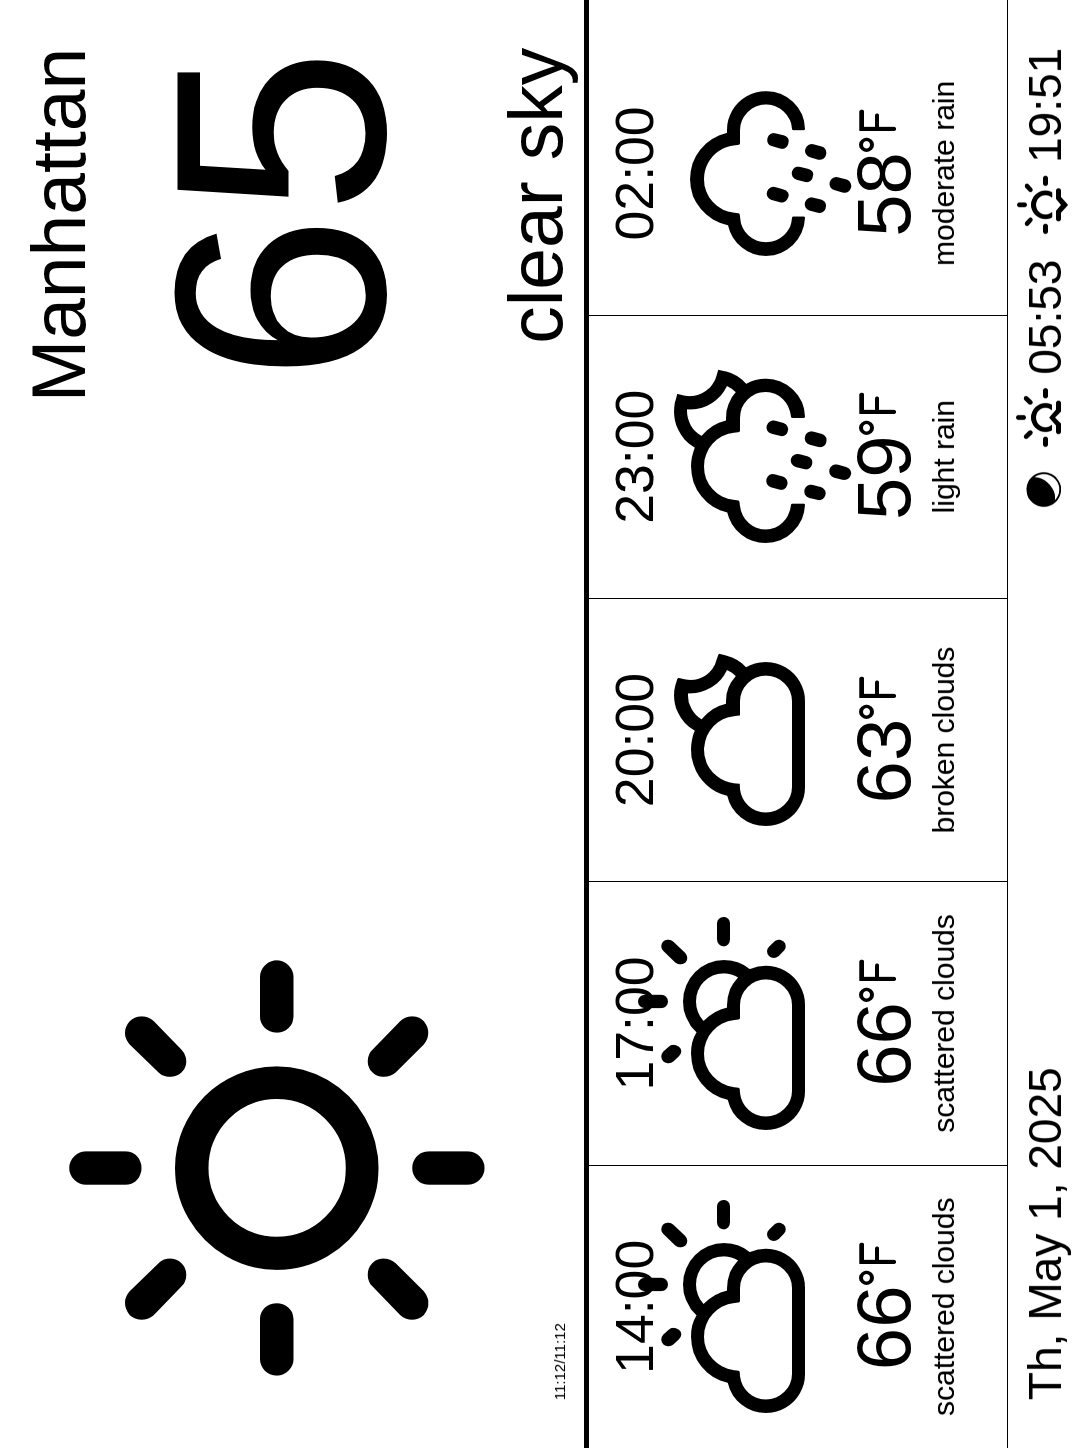 Manhattan
65
clear sky
11:12/11:12
14:00 17:00 20:00 23:00 02:00
66°F 66°F 63°F 59°F 58°F
scattered clouds scattered clouds broken clouds light rain moderate rain
Th, May 1, 2025 05:53 19:51